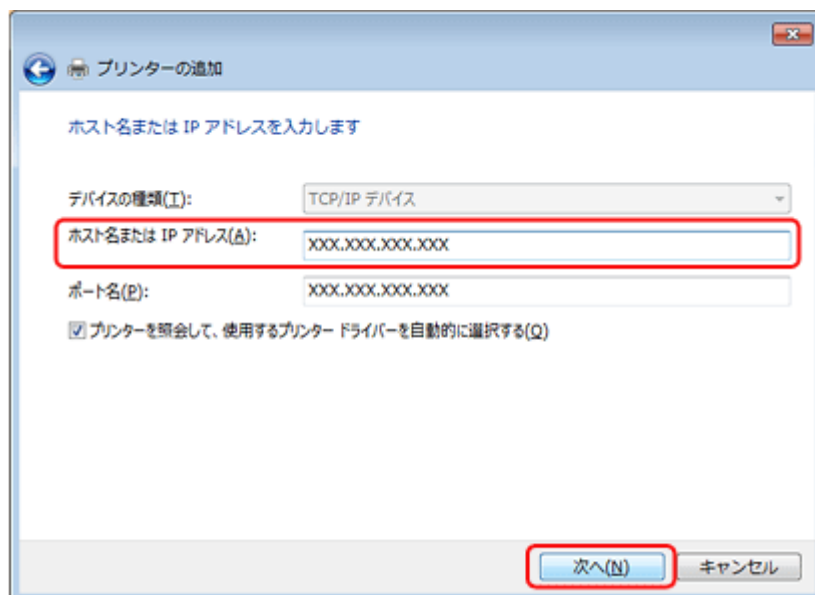 プリンターの追加
ホスト名または IP アドレスを入力します
デバイスの種類(T): TCP/IP デバイス
ホスト名または IP アドレス(A): XXX.XXX.XXX.XXX
ポート名(P): XXX.XXX.XXX.XXX
プリンターを照会して、使用するプリンター ドライバーを自動的に選択する(Q)
次へ(N) キャンセル